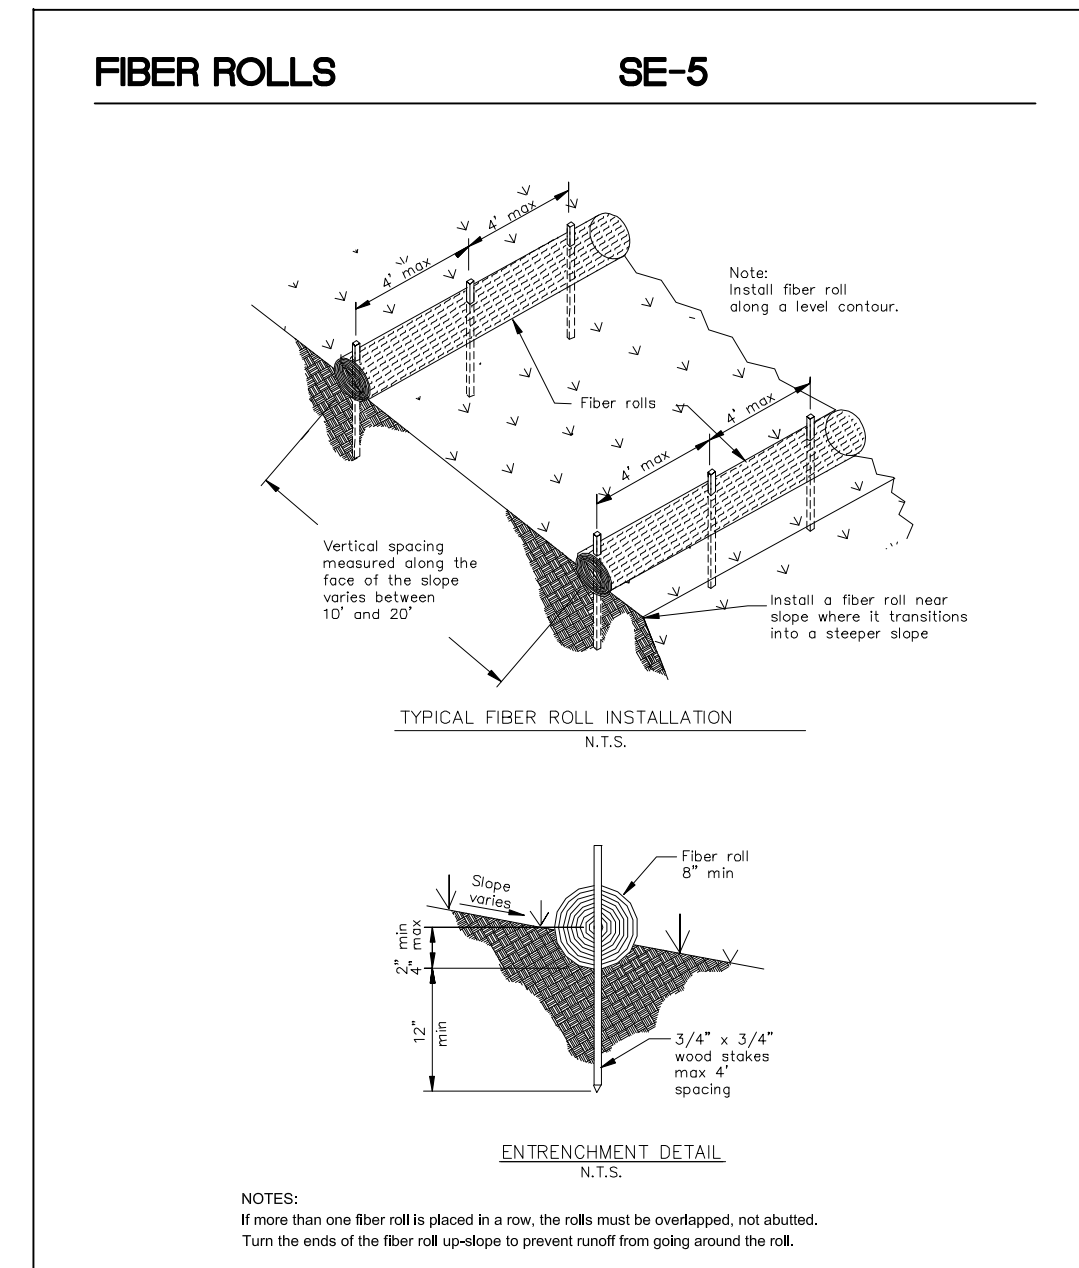 FIBER ROLLS SE-5
4' max
4' max
Note:
Install fiber roll
along a level contour.
Fiber rolls
4' max
4' max
Vertical spacing
measured along the
face of the slope
varies between
10' and 20'
Install a fiber roll near
slope where it transitions
into a steeper slope
TYPICAL FIBER ROLL INSTALLATION
N.T.S.
Fiber roll
8" min
Slope
varies
2" min
4" max
12"
min
3/4" x 3/4"
wood stakes
max 4'
spacing
ENTRENCHMENT DETAIL
N.T.S.
NOTES:
If more than one fiber roll is placed in a row, the rolls must be overlapped, not abutted.
Turn the ends of the fiber roll up-slope to prevent runoff from going around the roll.